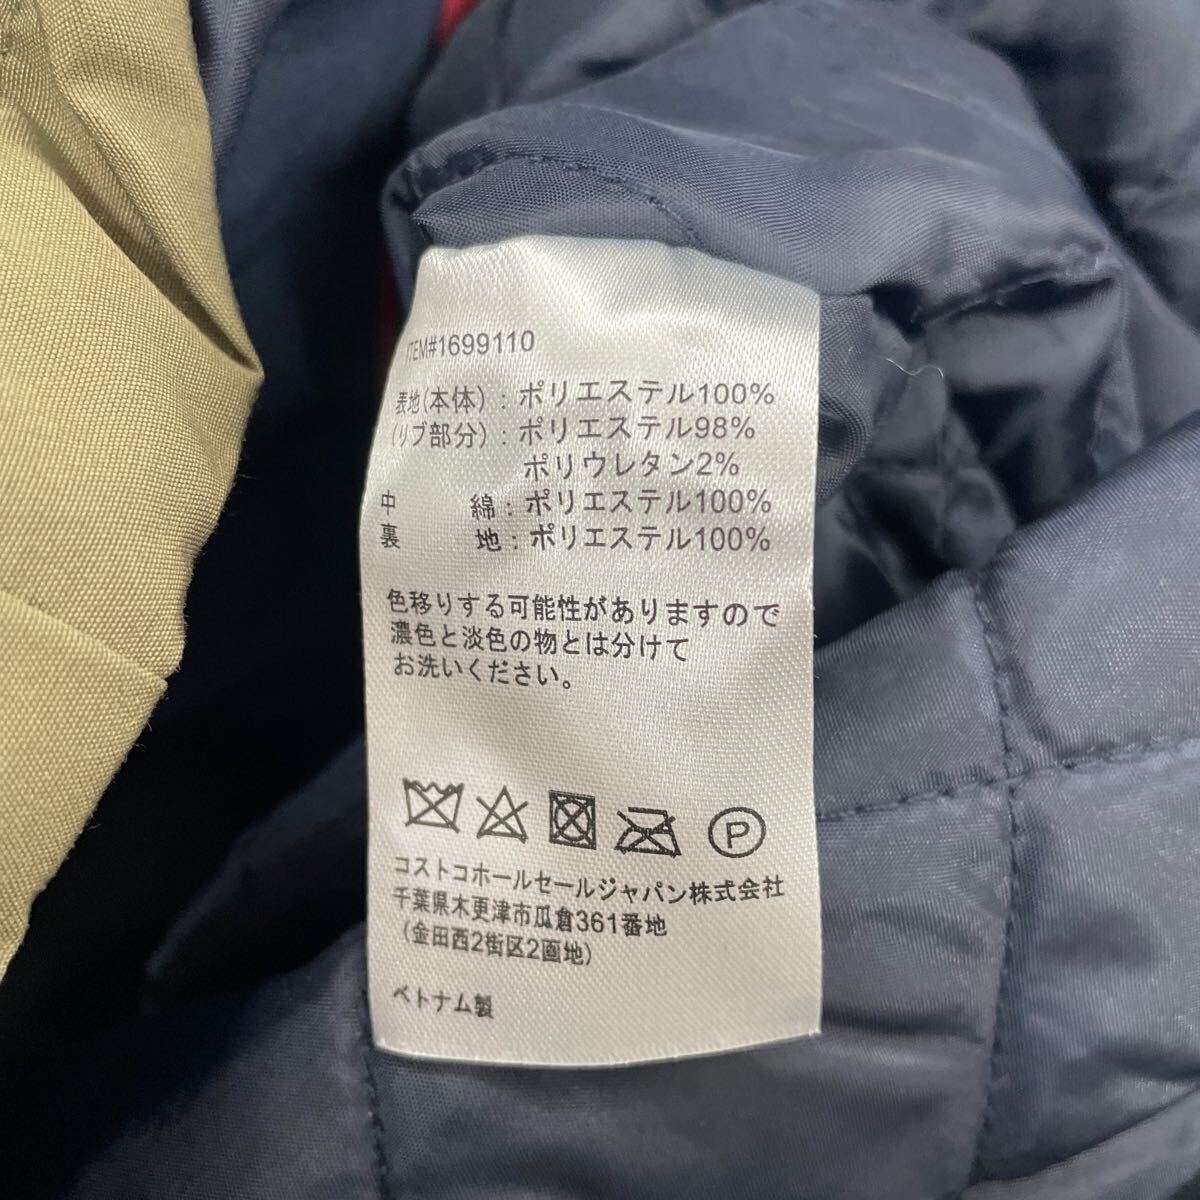 ITEM#1699110
表地(本体)：ポリエステル100%
(リブ部分)：ポリエステル98%
ポリウレタン2%
中　　綿：ポリエステル100%
裏　　地：ポリエステル100%
色移りする可能性がありますので
濃色と淡色の物とは分けて
お洗いください。
P
コストコホールセールジャパン株式会社
千葉県木更津市瓜倉361番地
(金田西2街区2画地)
ベトナム製